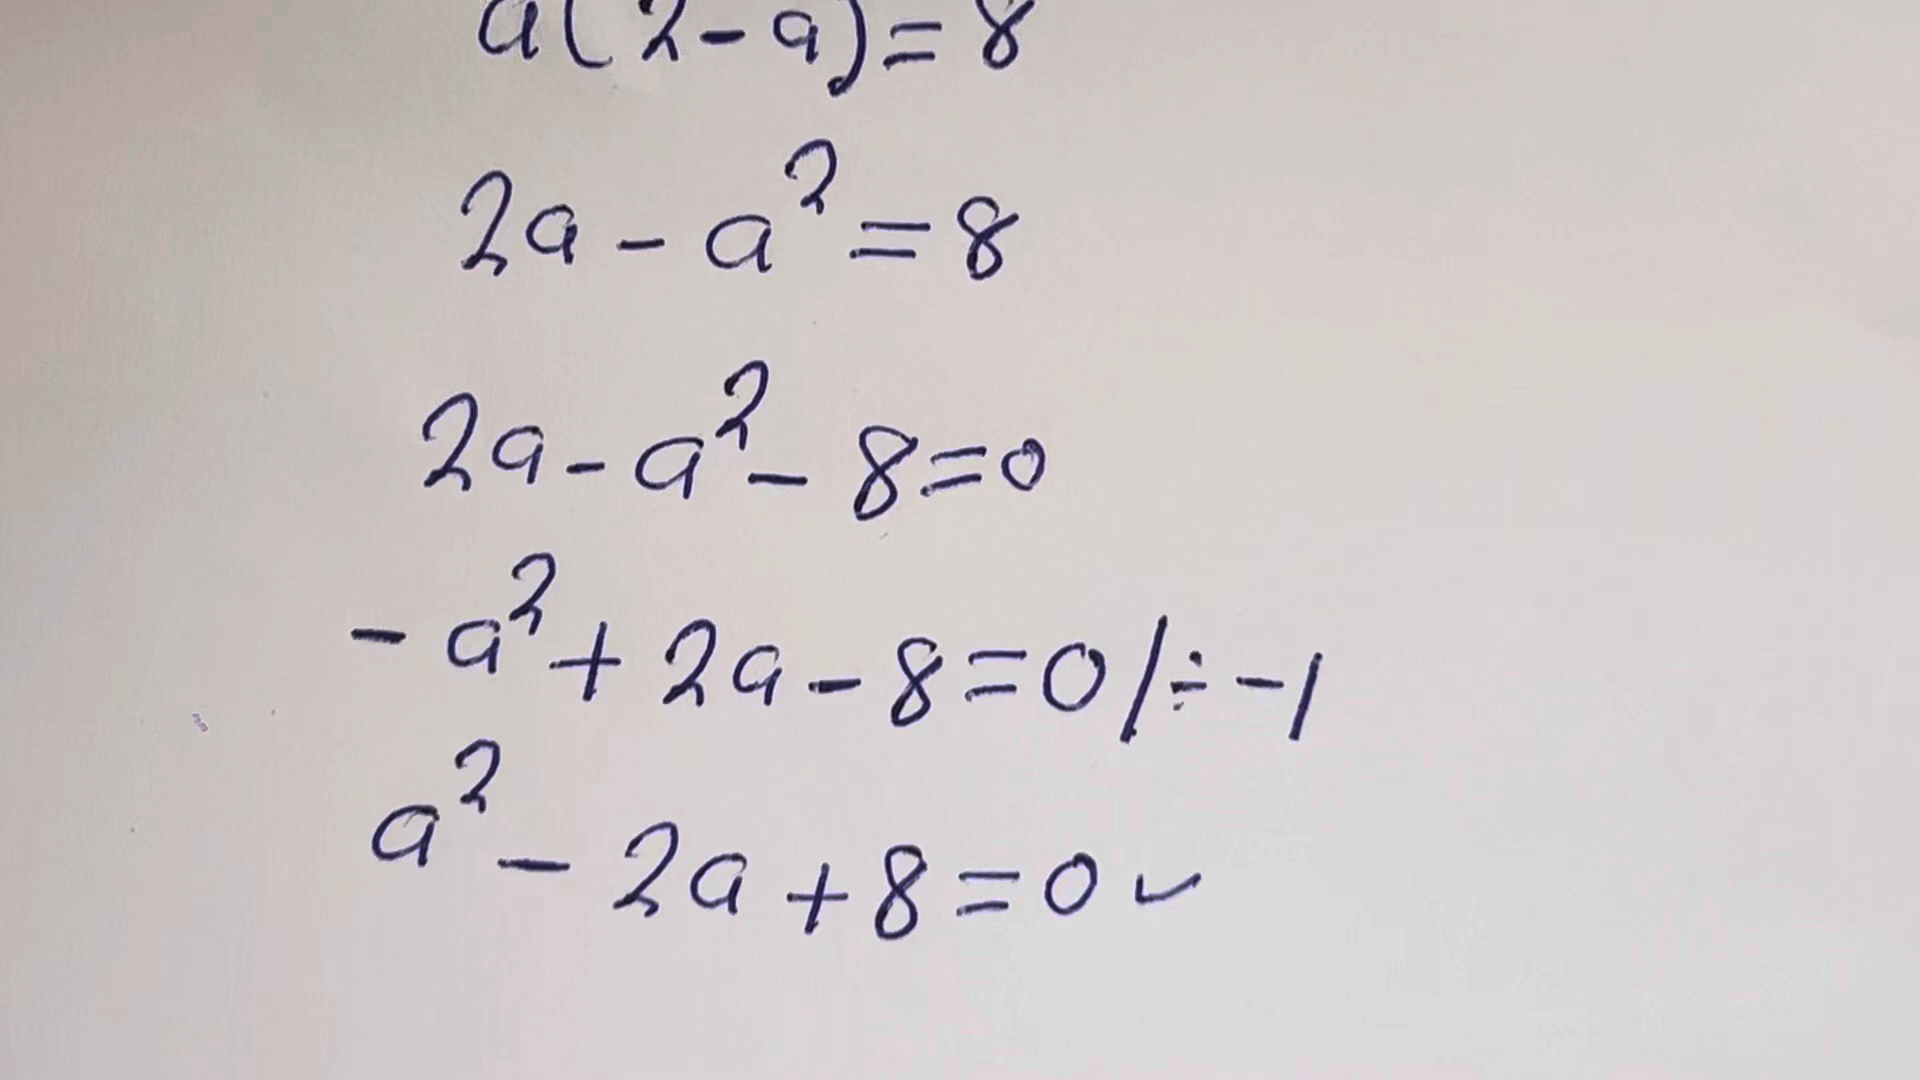 a(2-a)=8
2a-a²=8
2a-a²-8=0
-a²+2a-8=0/÷-1
a²-2a+8=0✓